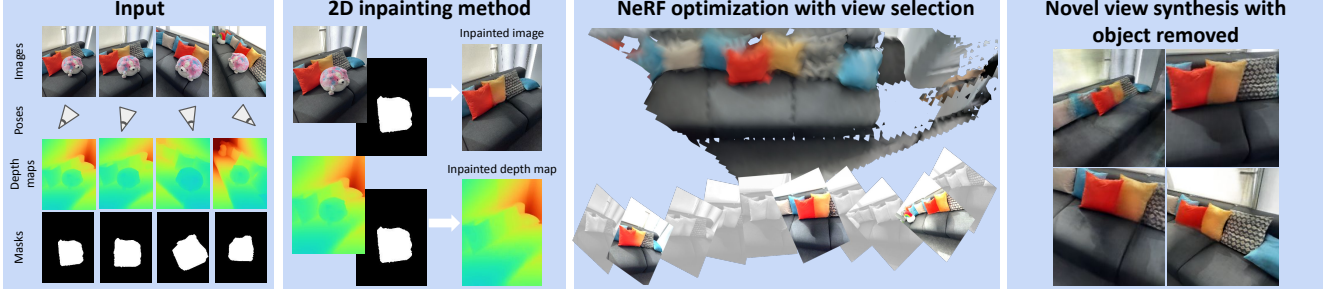 Input
Images
Poses
Depth
maps
Masks
2D inpainting method
Inpainted image
Inpainted depth map
NeRF optimization with view selection
Novel view synthesis with
object removed